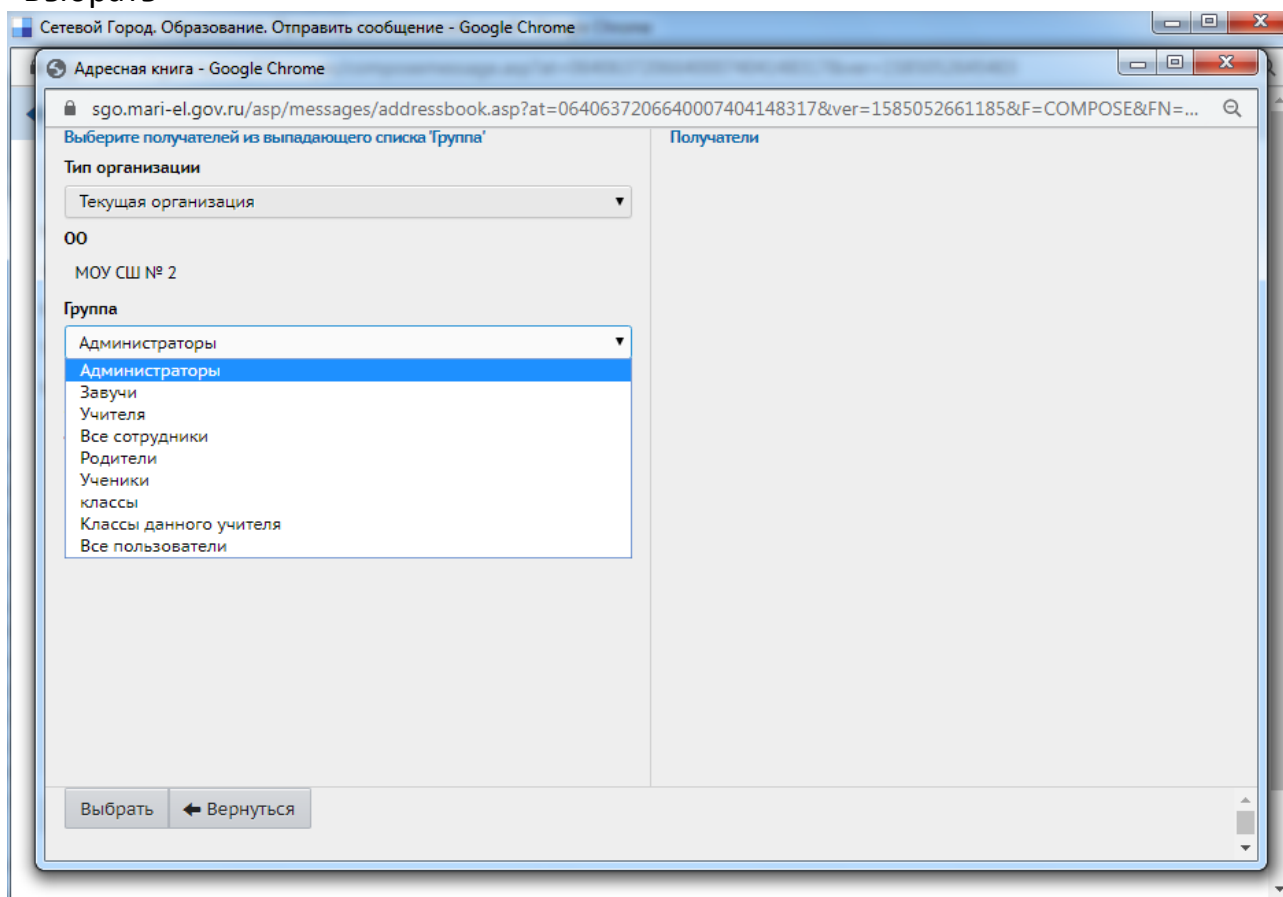 Выбрать
Сетевой Город. Образование. Отправить сообщение - Google Chrome
Адресная книга - Google Chrome
sgo.mari-el.gov.ru/asp/messages/addressbook.asp?at=0640637206640007404148317&ver=1585052661185&F=COMPOSE&FN=...
Выберите получателей из выпадающего списка 'Группа'
Получатели
Тип организации
Текущая организация
ОО
МОУ СШ № 2
Группа
Администраторы
Администраторы
Завучи
Учителя
Все сотрудники
Родители
Ученики
классы
Классы данного учителя
Все пользователи
Выбрать
Вернуться